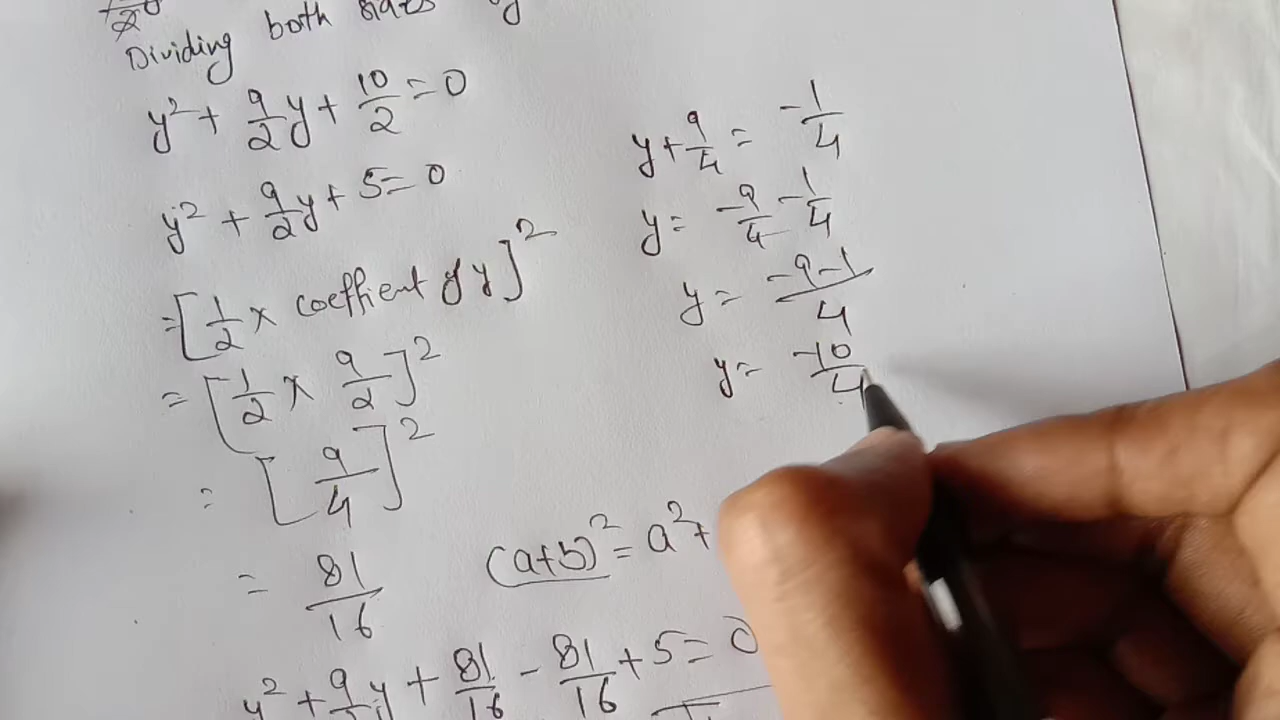 Dividing both sides
y² + 9/2 y + 10/2 = 0
y² + 9/2 y + 5 = 0
= [1/2 × coeffient of y]²
= [1/2 × 9/2]²
= [9/4]²
= 81/16
(a+b)² = a² +
y² + 9/2 y + 81/16 - 81/16 + 5 = 0
y + 9/4 = -1/4
y = -9/4 - 1/4
y = -9-1/4
y = -10/4